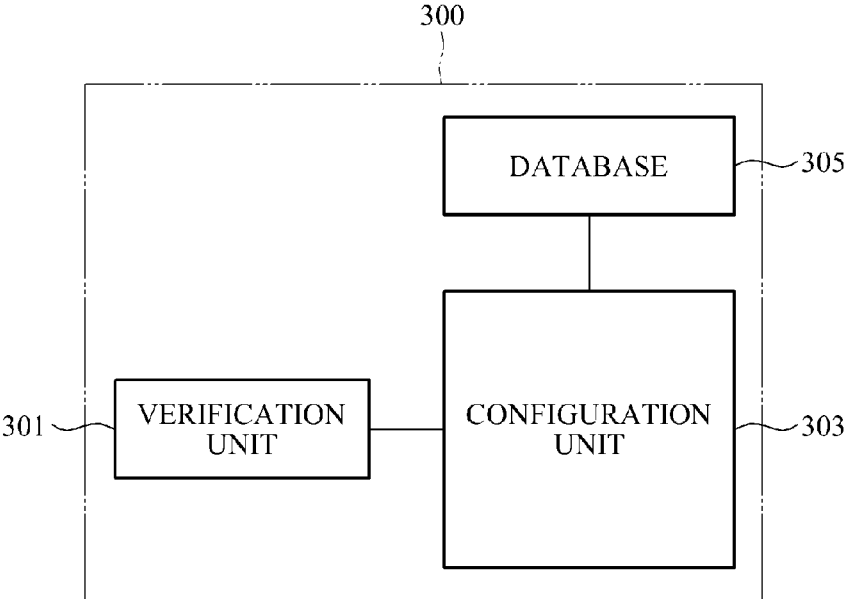 300
DATABASE
305
301
VERIFICATION
UNIT
CONFIGURATION
UNIT
303